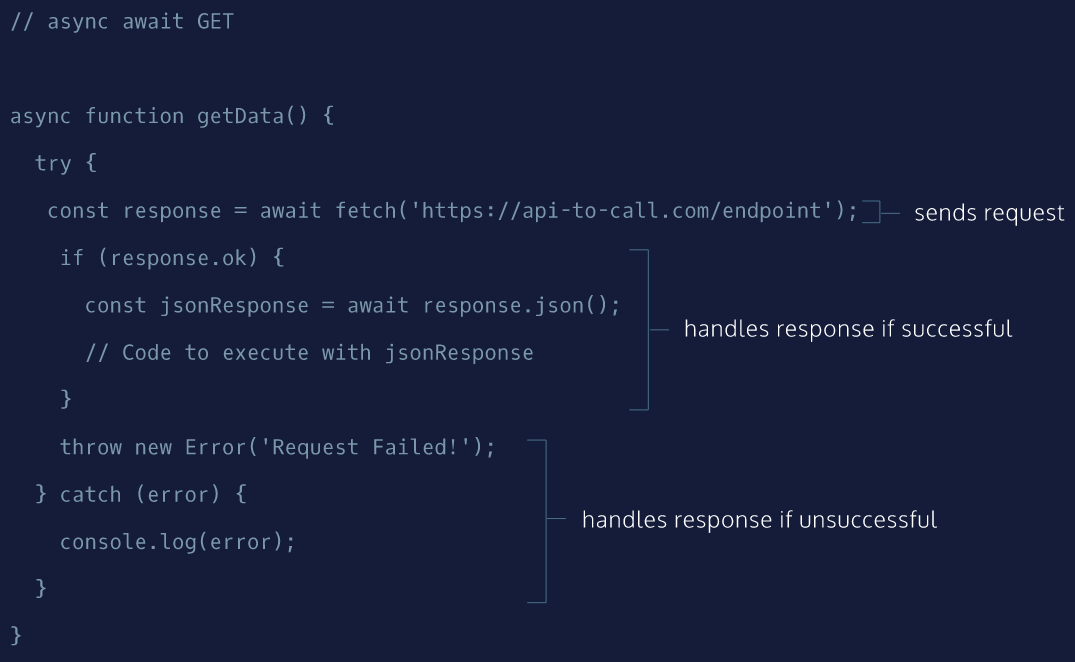 // async await GET
async function getData() {
try {
const response = await fetch('https://api-to-call.com/endpoint'); sends request
if (response.ok) {
const jsonResponse = await response.json();
handles response if successful
// Code to execute with jsonResponse
}
throw new Error('Request Failed!');
} catch (error) {
handles response if unsuccessful
console.log(error);
}
}